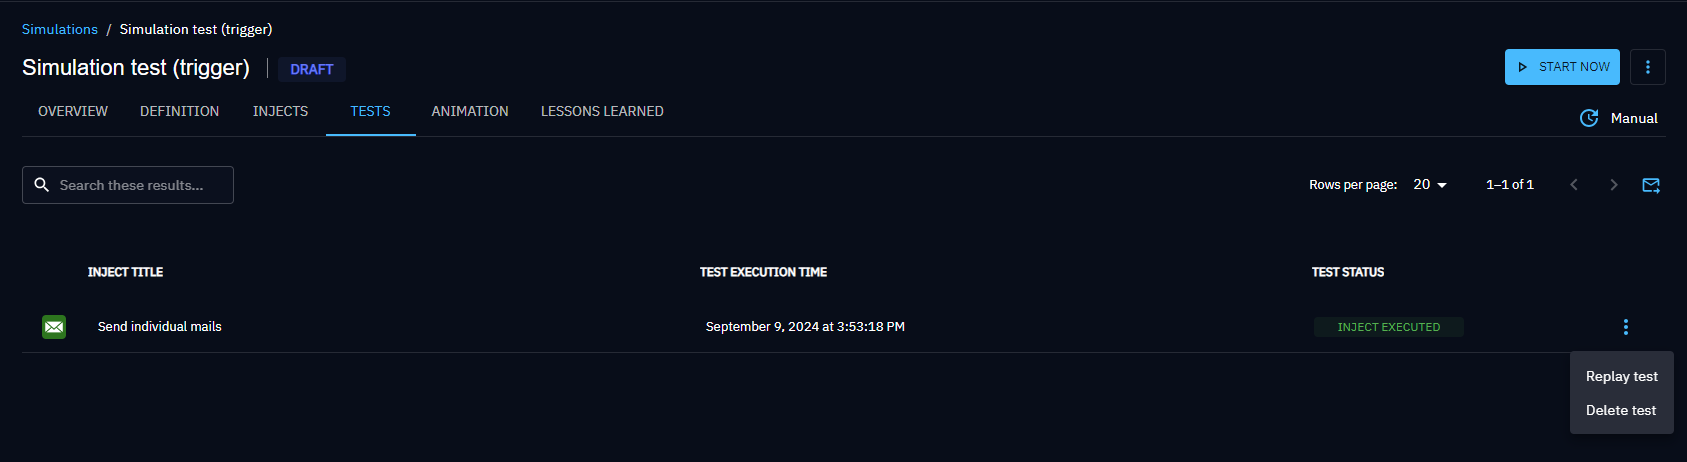 Simulations / Simulation test (trigger)
Simulation test (trigger) DRAFT
START NOW
OVERVIEW DEFINITION INJECTS TESTS ANIMATION LESSONS LEARNED
Manual
Search these results...
Rows per page: 20 1–1 of 1
INJECT TITLE TEST EXECUTION TIME TEST STATUS
Send individual mails September 9, 2024 at 3:53:18 PM INJECT EXECUTED
Replay test
Delete test